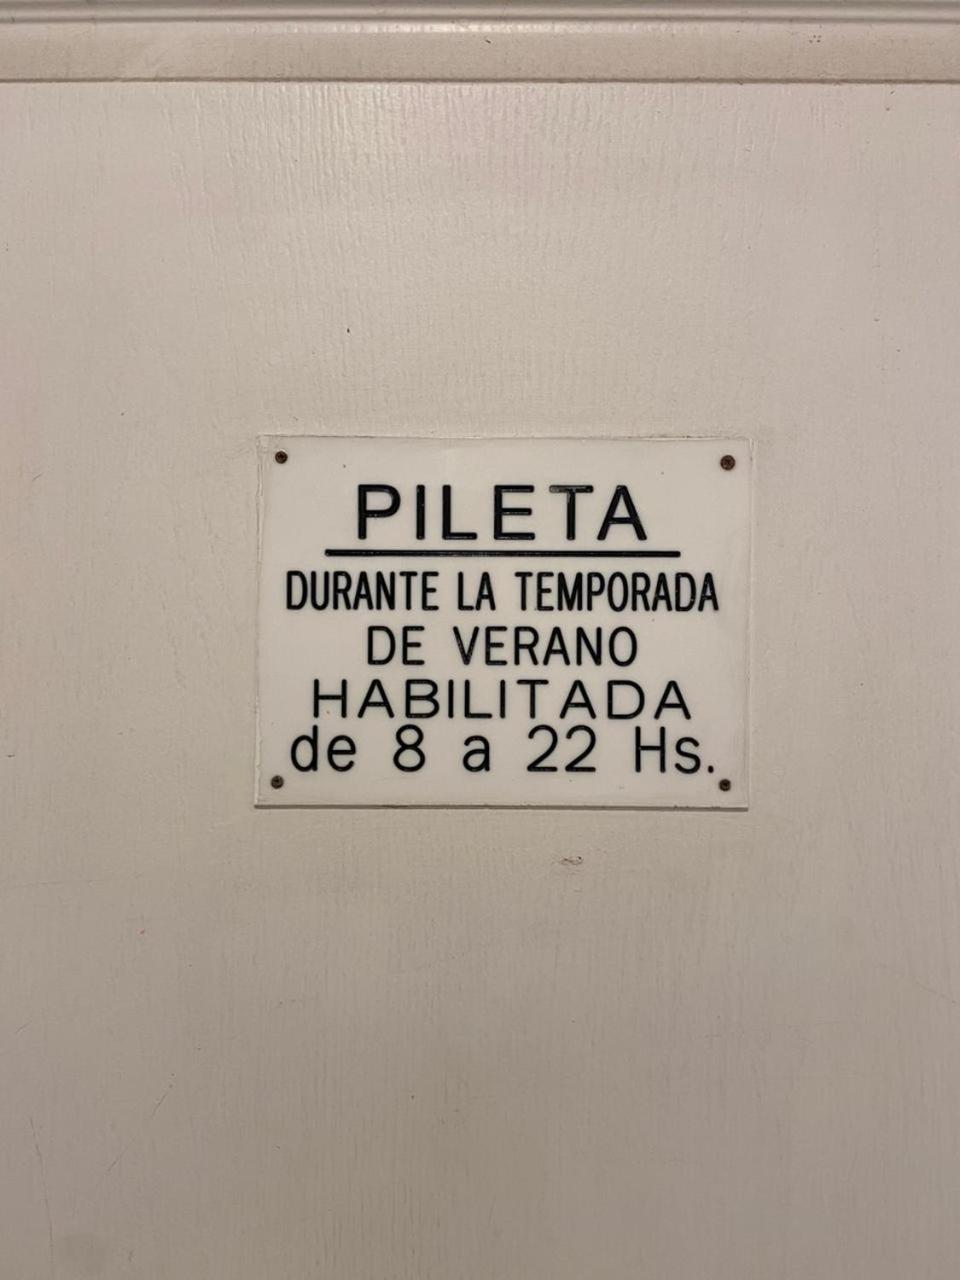 PILETA
DURANTE LA TEMPORADA
DE VERANO
HABILITADA
de 8 a 22 Hs.